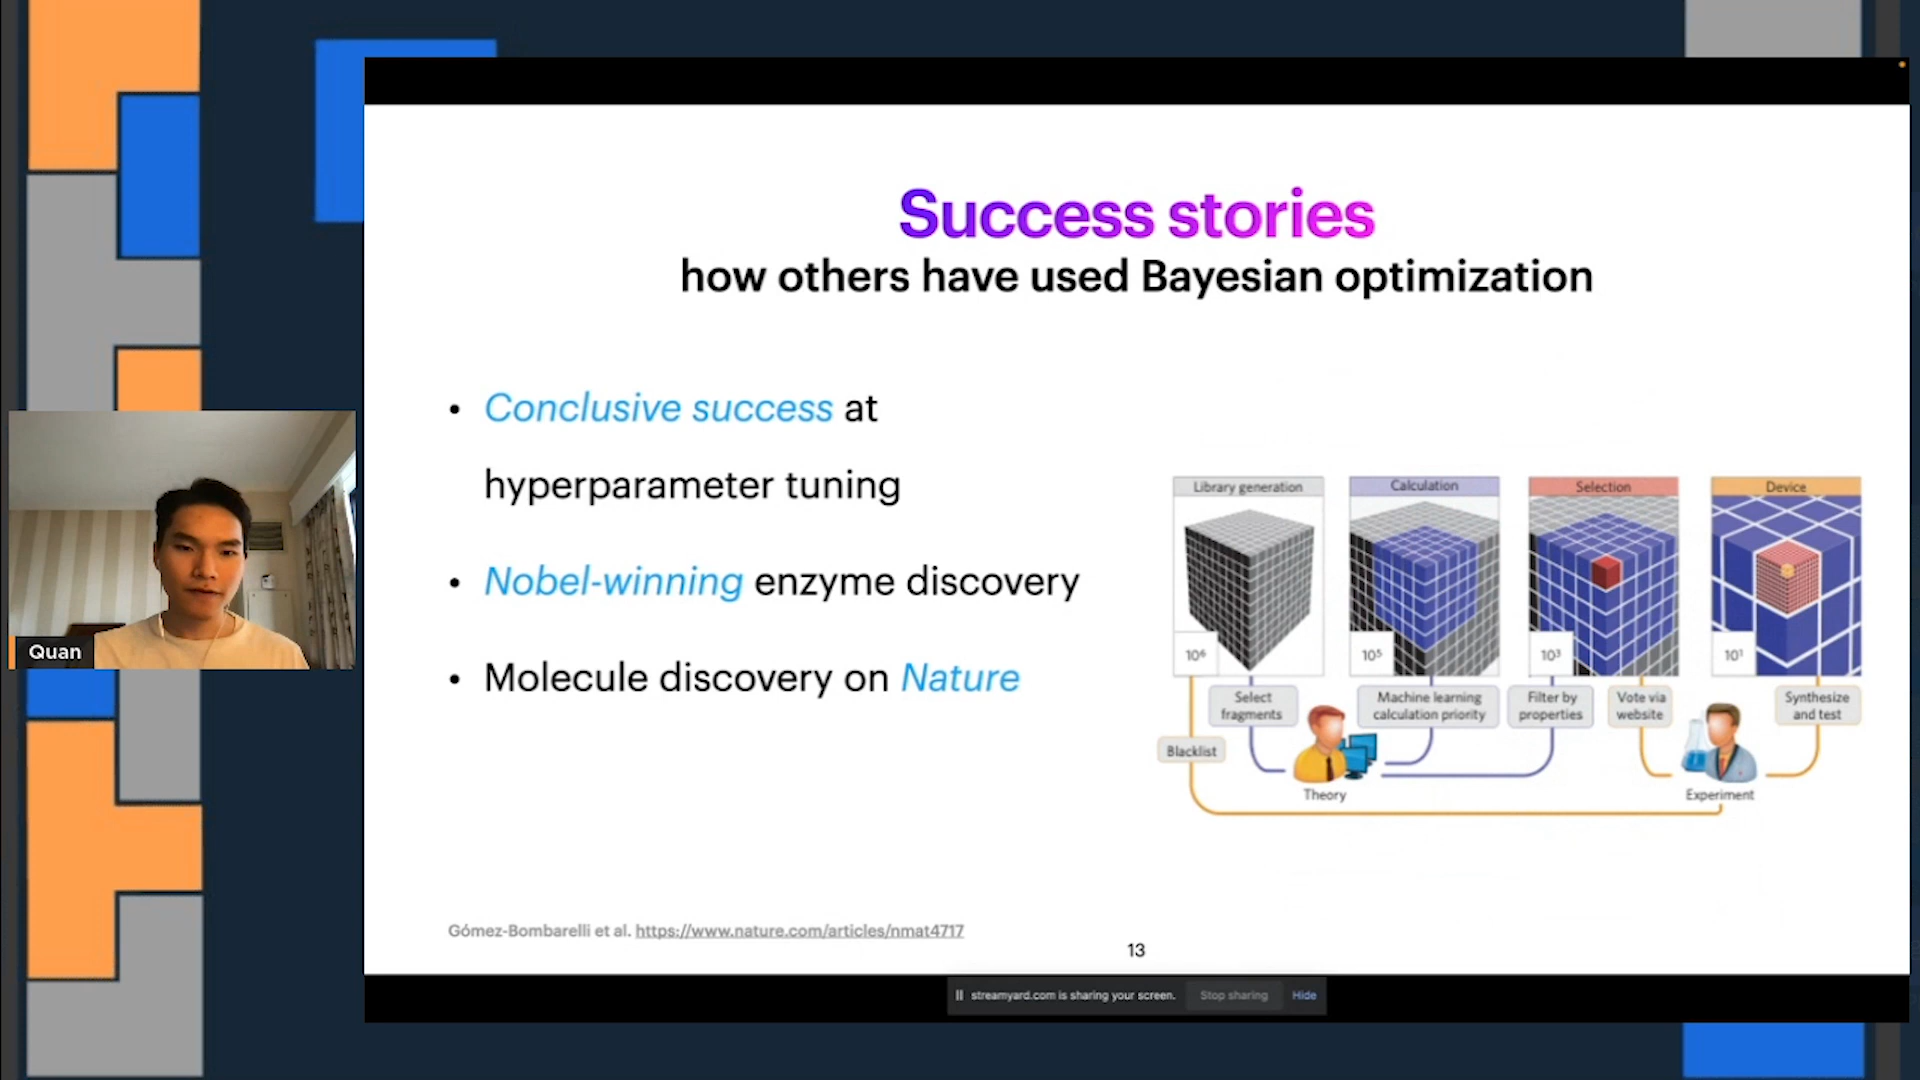 Success stories
how others have used Bayesian optimization
• Conclusive success at
hyperparameter tuning
• Nobel-winning enzyme discovery
• Molecule discovery on Nature
Library generation
Calculation
Selection
Device
10⁶
10⁵
10³
10¹
Select
fragments
Machine learning
calculation priority
Filter by
properties
Vote via
website
Synthesize
and test
Blacklist
Theory
Experiment
Quan
Gómez-Bombarelli et al. https://www.nature.com/articles/nmat4717
13
streamyard.com is sharing your screen.
Stop sharing
Hide